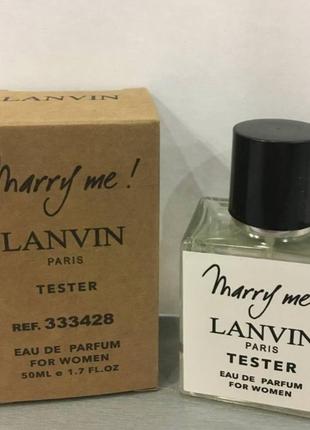 LANVIN
Marry me!
LANVIN
PARIS
TESTER
REF. 333428
EAU DE PARFUM
FOR WOMEN
50ML e 1.7 FL.OZ
Marry me!
LANVIN
PARIS
TESTER
EAU DE PARFUM
FOR WOMEN